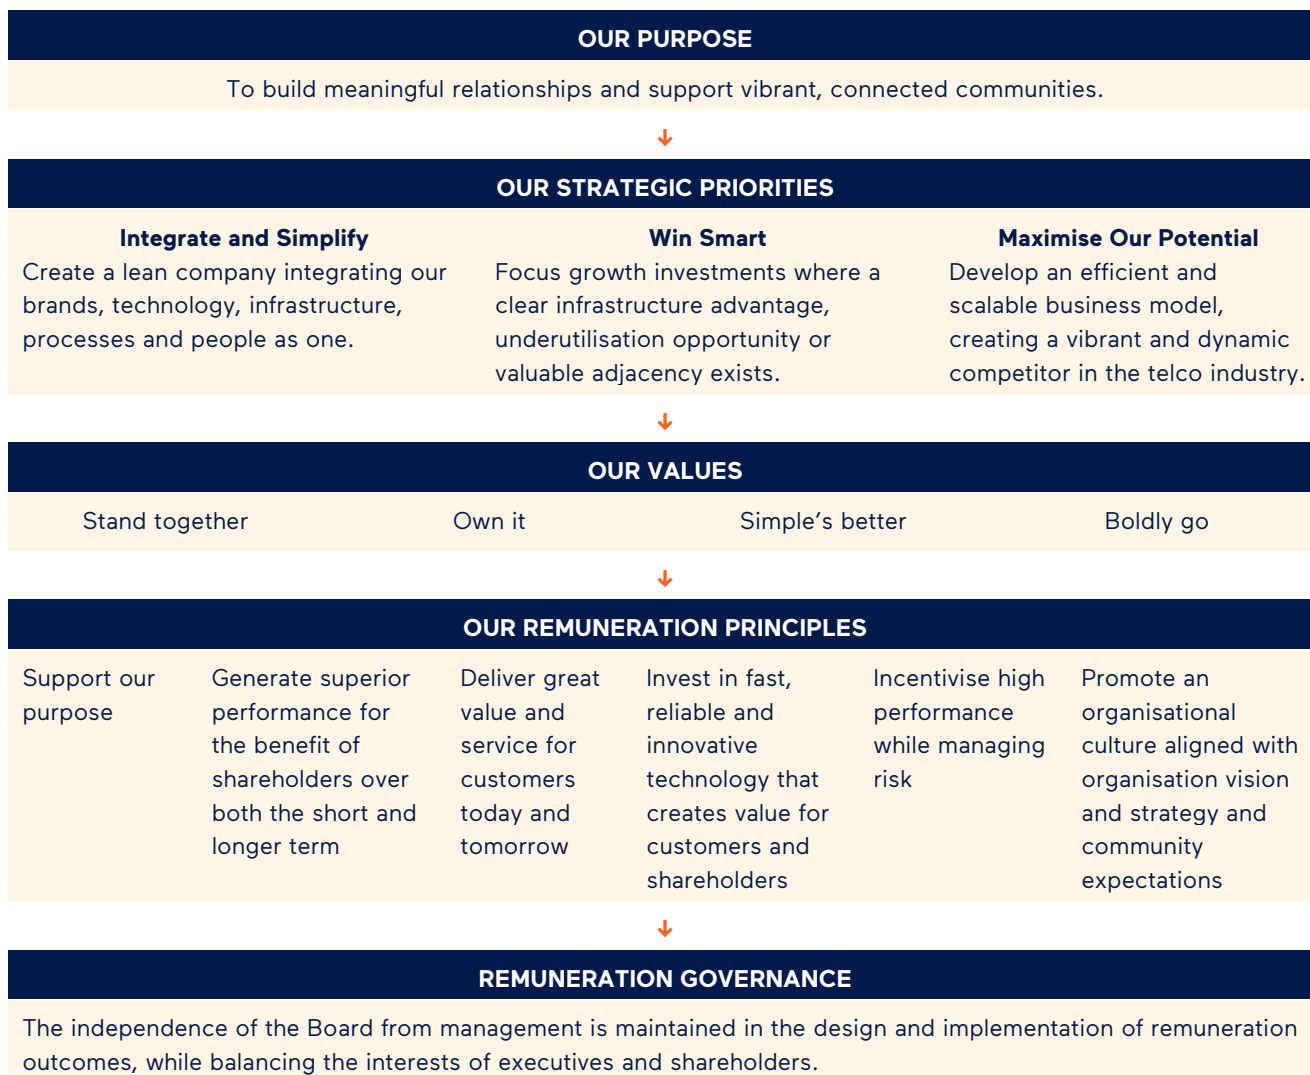 OUR PURPOSE
To build meaningful relationships and support vibrant, connected communities.
OUR STRATEGIC PRIORITIES
Integrate and Simplify
Create a lean company integrating our
brands, technology, infrastructure,
processes and people as one.
Win Smart
Focus growth investments where a
clear infrastructure advantage,
underutilisation opportunity or
valuable adjacency exists.
Maximise Our Potential
Develop an efficient and
scalable business model,
creating a vibrant and dynamic
competitor in the telco industry.
OUR VALUES
Stand together
Own it
Simple’s better
Boldly go
OUR REMUNERATION PRINCIPLES
Support our
purpose
Generate superior
performance for
the benefit of
shareholders over
both the short and
longer term
Deliver great
value and
service for
customers
today and
tomorrow
Invest in fast,
reliable and
innovative
technology that
creates value for
customers and
shareholders
Incentivise high
performance
while managing
risk
Promote an
organisational
culture aligned with
organisation vision
and strategy and
community
expectations
REMUNERATION GOVERNANCE
The independence of the Board from management is maintained in the design and implementation of remuneration
outcomes, while balancing the interests of executives and shareholders.